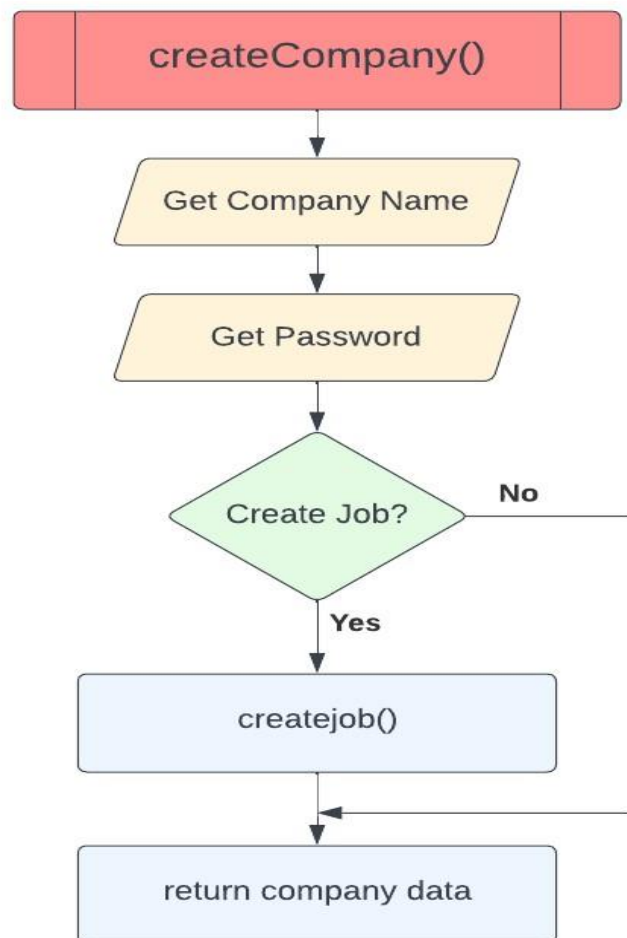 createCompany()
Get Company Name
Get Password
Create Job?
No
Yes
createjob()
return company data